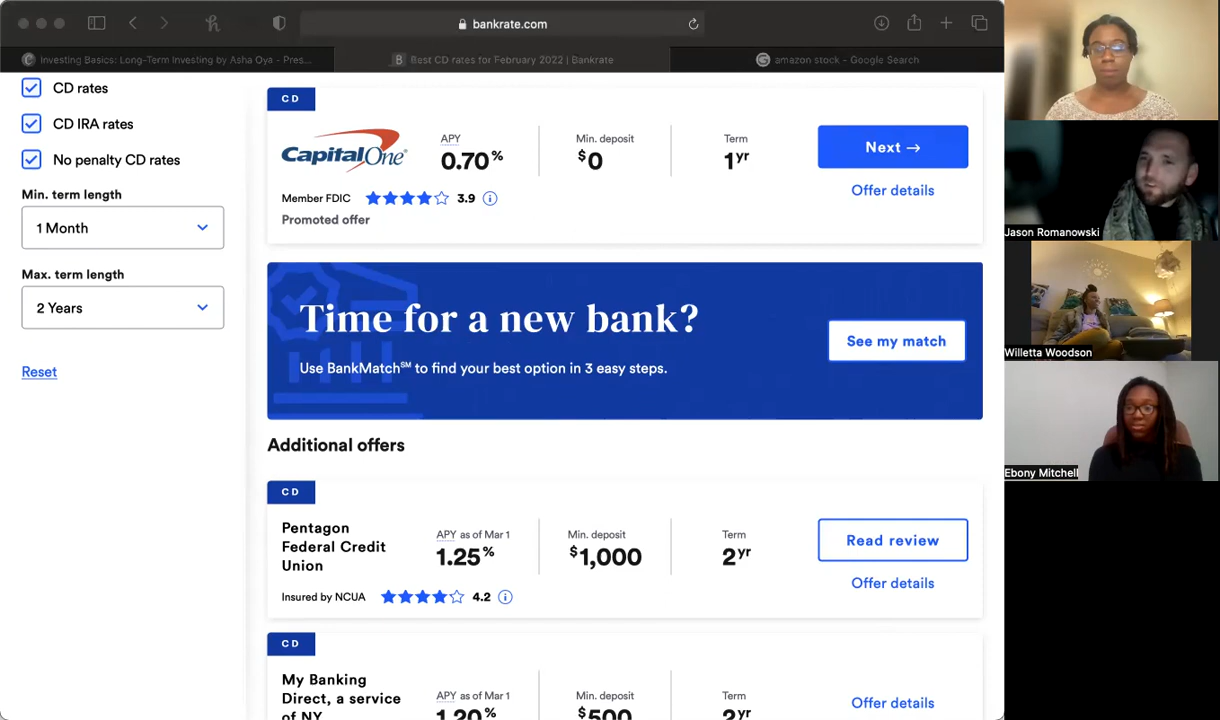 bankrate.com
Investing Basics: Long-Term Investing by Asha Oya - Pres...
B Best CD rates for February 2022 | Bankrate
G amazon stock - Google Search
CD rates
CD IRA rates
No penalty CD rates
Min. term length
1 Month
Max. term length
2 Years
Reset
CD
Capital One
APY
0.70%
Min. deposit
$0
Term
1yr
Next →
Offer details
Member FDIC
3.9
Promoted offer
Time for a new bank?
Use BankMatch℠ to find your best option in 3 easy steps.
See my match
Additional offers
CD
Pentagon
Federal Credit
Union
APY as of Mar 1
1.25%
Min. deposit
$1,000
Term
2yr
Read review
Offer details
Insured by NCUA
4.2
CD
My Banking
Direct, a service
of NY
APY as of Mar 1
1.20%
Min. deposit
$500
Term
2yr
Offer details
Jason Romanowski
Willetta Woodson
Ebony Mitchell